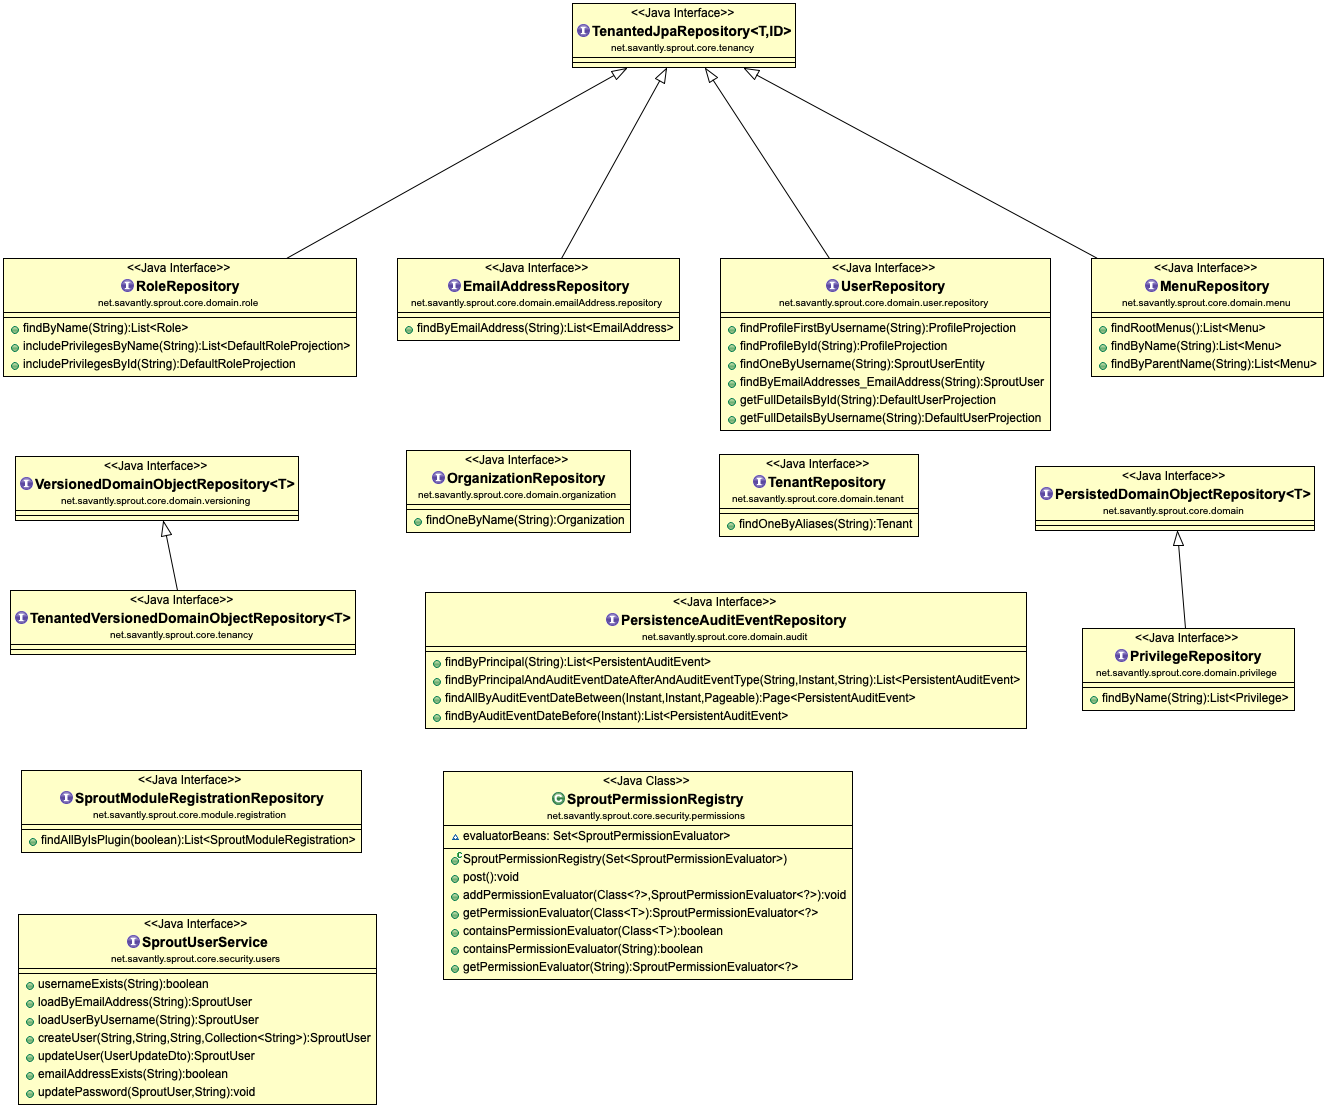 <<Java Interface>>
TenantedJpaRepository<T,ID>
net.savantly.sprout.core.tenancy
<<Java Interface>>
RoleRepository
net.savantly.sprout.core.domain.role
findByName(String):List<Role>
includePrivilegesByName(String):List<DefaultRoleProjection>
includePrivilegesById(String):DefaultRoleProjection
<<Java Interface>>
EmailAddressRepository
net.savantly.sprout.core.domain.emailAddress.repository
findByEmailAddress(String):List<EmailAddress>
<<Java Interface>>
UserRepository
net.savantly.sprout.core.domain.user.repository
findProfileFirstByUsername(String):ProfileProjection
findProfileById(String):ProfileProjection
findOneByUsername(String):SproutUserEntity
findByEmailAddresses_EmailAddress(String):SproutUser
getFullDetailsById(String):DefaultUserProjection
getFullDetailsByUsername(String):DefaultUserProjection
<<Java Interface>>
MenuRepository
net.savantly.sprout.core.domain.menu
findRootMenus():List<Menu>
findByName(String):List<Menu>
findByParentName(String):List<Menu>
<<Java Interface>>
VersionedDomainObjectRepository<T>
net.savantly.sprout.core.domain.versioning
<<Java Interface>>
OrganizationRepository
net.savantly.sprout.core.domain.organization
findOneByName(String):Organization
<<Java Interface>>
TenantRepository
net.savantly.sprout.core.domain.tenant
findOneByAliases(String):Tenant
<<Java Interface>>
PersistedDomainObjectRepository<T>
net.savantly.sprout.core.domain
<<Java Interface>>
TenantedVersionedDomainObjectRepository<T>
net.savantly.sprout.core.tenancy
<<Java Interface>>
PersistenceAuditEventRepository
net.savantly.sprout.core.domain.audit
findByPrincipal(String):List<PersistentAuditEvent>
findByPrincipalAndAuditEventDateAfterAndAuditEventType(String,Instant,String):List<PersistentAuditEvent>
findAllByAuditEventDateBetween(Instant,Instant,Pageable):Page<PersistentAuditEvent>
findByAuditEventDateBefore(Instant):List<PersistentAuditEvent>
<<Java Interface>>
PrivilegeRepository
net.savantly.sprout.core.domain.privilege
findByName(String):List<Privilege>
<<Java Interface>>
SproutModuleRegistrationRepository
net.savantly.sprout.core.module.registration
findAllByIsPlugin(boolean):List<SproutModuleRegistration>
<<Java Class>>
SproutPermissionRegistry
net.savantly.sprout.core.security.permissions
evaluatorBeans: Set<SproutPermissionEvaluator>
SproutPermissionRegistry(Set<SproutPermissionEvaluator>)
post():void
addPermissionEvaluator(Class<?>,SproutPermissionEvaluator<?>):void
getPermissionEvaluator(Class<T>):SproutPermissionEvaluator<?>
containsPermissionEvaluator(Class<T>):boolean
containsPermissionEvaluator(String):boolean
getPermissionEvaluator(String):SproutPermissionEvaluator<?>
<<Java Interface>>
SproutUserService
net.savantly.sprout.core.security.users
usernameExists(String):boolean
loadByEmailAddress(String):SproutUser
loadUserByUsername(String):SproutUser
createUser(String,String,String,Collection<String>):SproutUser
updateUser(UserUpdateDto):SproutUser
emailAddressExists(String):boolean
updatePassword(SproutUser,String):void